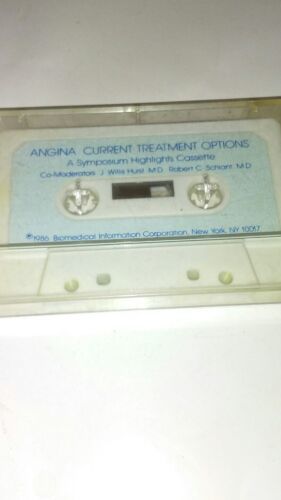 ANGINA: CURRENT TREATMENT OPTIONS
A Symposium Highlights Cassette
Co-Moderators: J. Willis Hurst, M.D. Robert C. Schlant, M.D.
©1986 Biomedical Information Corporation, New York, NY 10017